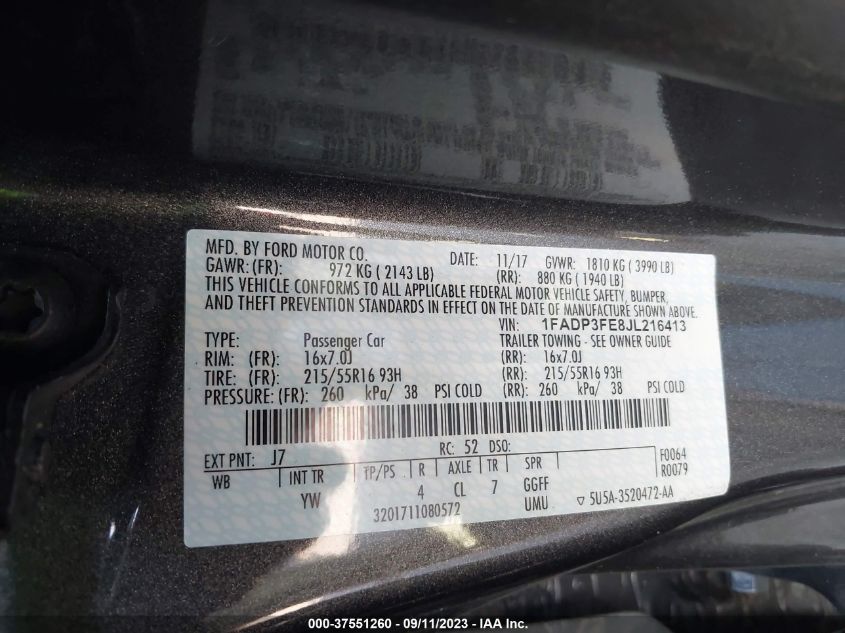 MFD. BY FORD MOTOR CO. DATE: 11/17 GVWR: 1810 KG ( 3990 LB)
GAWR:(FR): 972 KG ( 2143 LB) (RR): 880 KG ( 1940 LB)
THIS VEHICLE CONFORMS TO ALL APPLICABLE FEDERAL MOTOR VEHICLE SAFETY, BUMPER,
AND THEFT PREVENTION STANDARDS IN EFFECT ON THE DATE OF MANUFACTURE SHOWN ABOVE.
VIN: 1FADP3FE8JL216413
TYPE: Passenger Car TRAILER TOWING - SEE OWNER GUIDE
RIM: (FR): 16x7.0J (RR): 16x7.0J
TIRE: (FR): 215/55R16 93H (RR): 215/55R16 93H
PRESSURE: (FR): 260 kPa/ 38 PSI COLD (RR): 260 kPa/ 38 PSI COLD
EXT PNT: J7 RC: 52 DSO: F0064
WB INT TR TP/PS R AXLE TR SPR R0079
YW 4 CL 7 GGFF
3201711080572 UMU ▽ 5U5A-3520472-AA
000-37551260 - 09/11/2023 - IAA Inc.